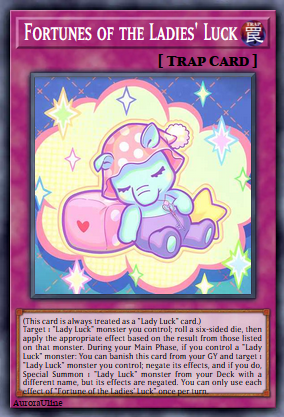 Fortunes of the Ladies' Luck
TRAP
罠
[ Trap Card ]
(This card is always treated as a "Lady Luck" card.)
Target 1 "Lady Luck" monster you control; roll a six-sided die, then
apply the appropriate effect based on the result from those listed
on that monster. During your Main Phase, if you control a "Lady
Luck" monster: You can banish this card from your GY and target 1
"Lady Luck" monster you control; negate its effects, and if you do,
Special Summon 1 "Lady Luck" monster from your Deck with a
different name, but its effects are negated. You can only use each
effect of "Fortune of the Ladies' Luck" once per turn.
AuroraUline